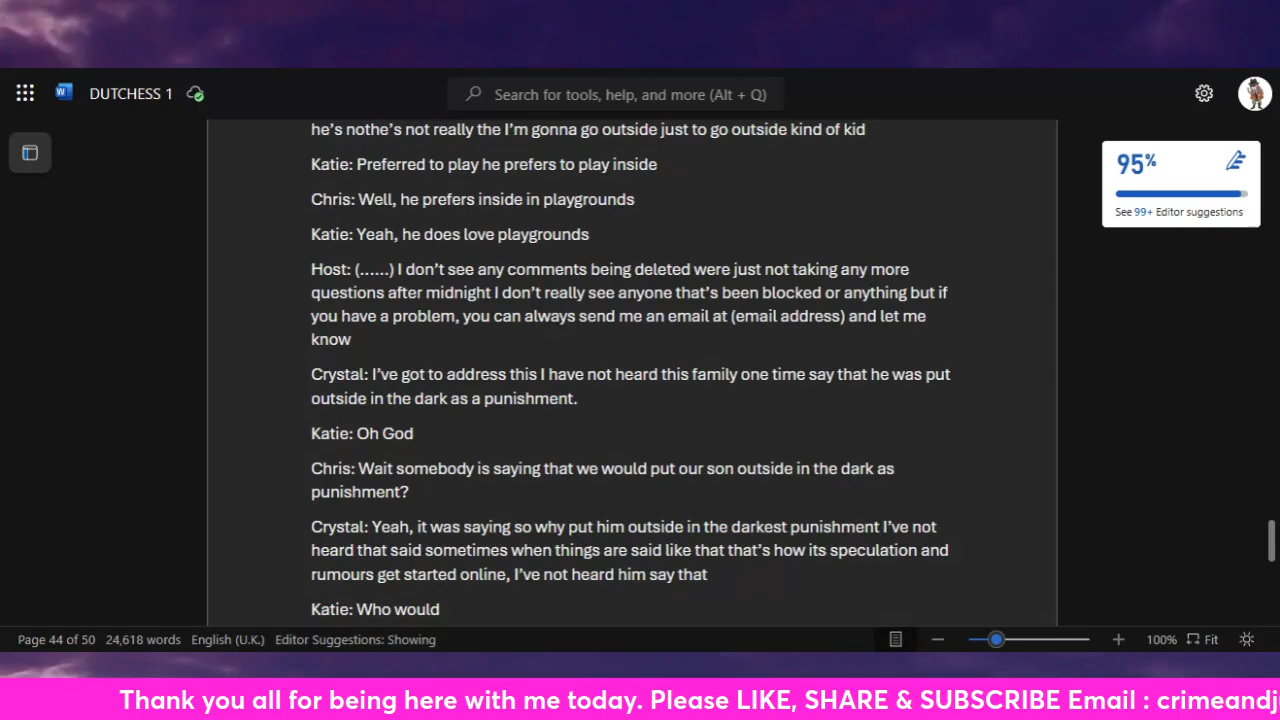 DUTCHESS 1
Search for tools, help, and more (Alt + Q)
he's nothe's not really the I'm gonna go outside just to go outside kind of kid
Katie: Preferred to play he prefers to play inside
Chris: Well, he prefers inside in playgrounds
Katie: Yeah, he does love playgrounds
Host: (......) I don't see any comments being deleted were just not taking any more
questions after midnight I don't really see anyone that's been blocked or anything but if
you have a problem, you can always send me an email at (email address) and let me
know
Crystal: I've got to address this I have not heard this family one time say that he was put
outside in the dark as a punishment.
Katie: Oh God
Chris: Wait somebody is saying that we would put our son outside in the dark as
punishment?
Crystal: Yeah, it was saying so why put him outside in the darkest punishment I've not
heard that said sometimes when things are said like that that's how its speculation and
rumours get started online, I've not heard him say that
Katie: Who would
95%
See 99+ Editor suggestions
Page 44 of 50 24,618 words English (U.K.) Editor Suggestions: Showing
100% Fit
Thank you all for being here with me today. Please LIKE, SHARE & SUBSCRIBE Email : crimeandj